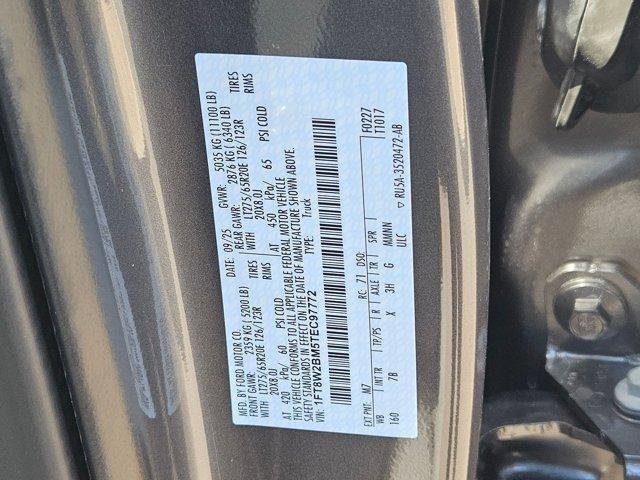 MFD. BY FORD MOTOR CO.
DATE: 09/25 GVWR: 5035 KG (11100 LB)
FRONT GAWR: 2359 KG (5200 LB) REAR GAWR: 2876 KG (6340 LB)
LT275/65R20E 126/123R TIRES WITH LT275/65R20E 126/123R TIRES
20X8.0J RIMS 20X8.0J RIMS
AT 420 kPa/ 60 PSI COLD AT 450 kPa/ 65 PSI COLD
THIS VEHICLE CONFORMS TO ALL APPLICABLE FEDERAL MOTOR VEHICLE
SAFETY STANDARDS IN EFFECT ON THE DATE OF MANUFACTURE SHOWN ABOVE.
1FT8W2BM5TEC97772 TYPE: Truck
F0227
EXT PNT: M7 RC: 71 DSO: T1017
WB INT TR TP/PS R AXLE TR SPR
160 7B X 3H G MMMN
ULC RU5A-3520472-AB